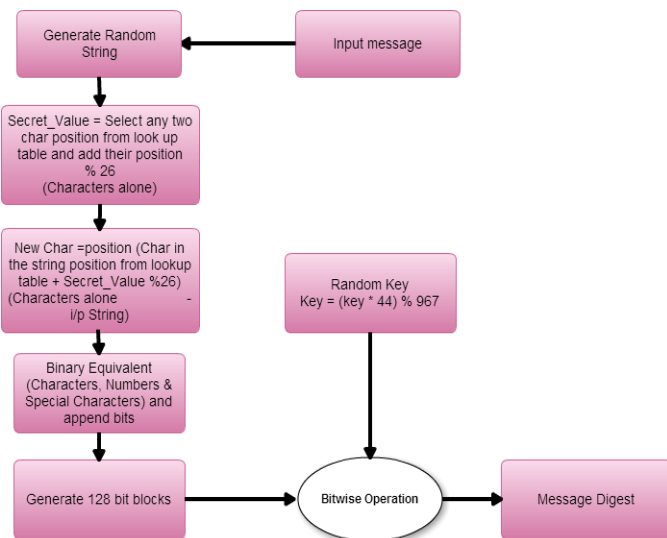 Generate Random
String
Input message
Secret_Value = Select any two
char position from look up
table and add their position
% 26
(Characters alone)
New Char =position (Char in
the string position from lookup
table + Secret_Value %26)
(Characters alone -
i/p String)
Random Key
Key = (key * 44) % 967
Binary Equivalent
(Characters, Numbers &
Special Characters) and
append bits
Generate 128 bit blocks
Bitwise Operation
Message Digest